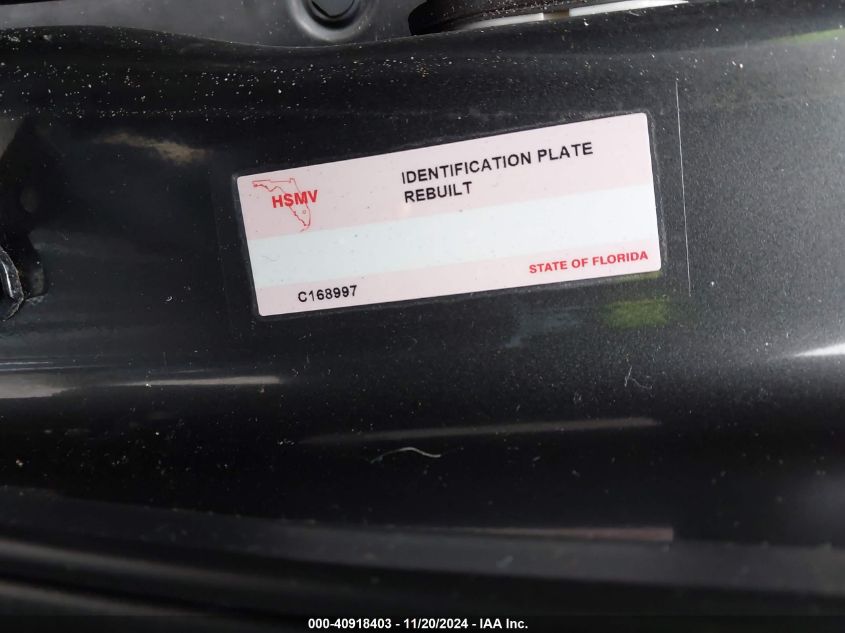 HSMV
IDENTIFICATION PLATE
REBUILT
STATE OF FLORIDA
C168997
000-40918403 - 11/20/2024 - IAA Inc.